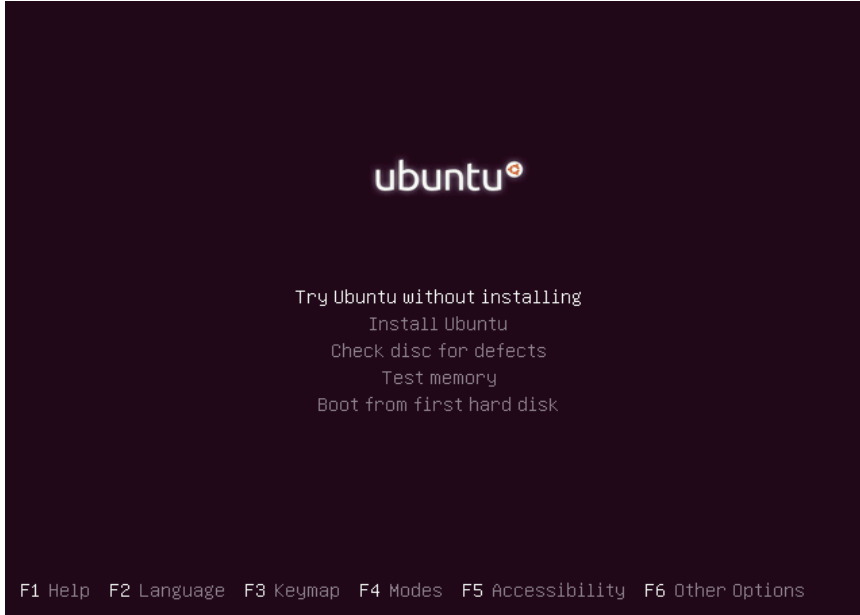 ubuntu
Try Ubuntu without installing
Install Ubuntu
Check disc for defects
Test memory
Boot from first hard disk
F1 Help F2 Language F3 Keymap F4 Modes F5 Accessibility F6 Other Options